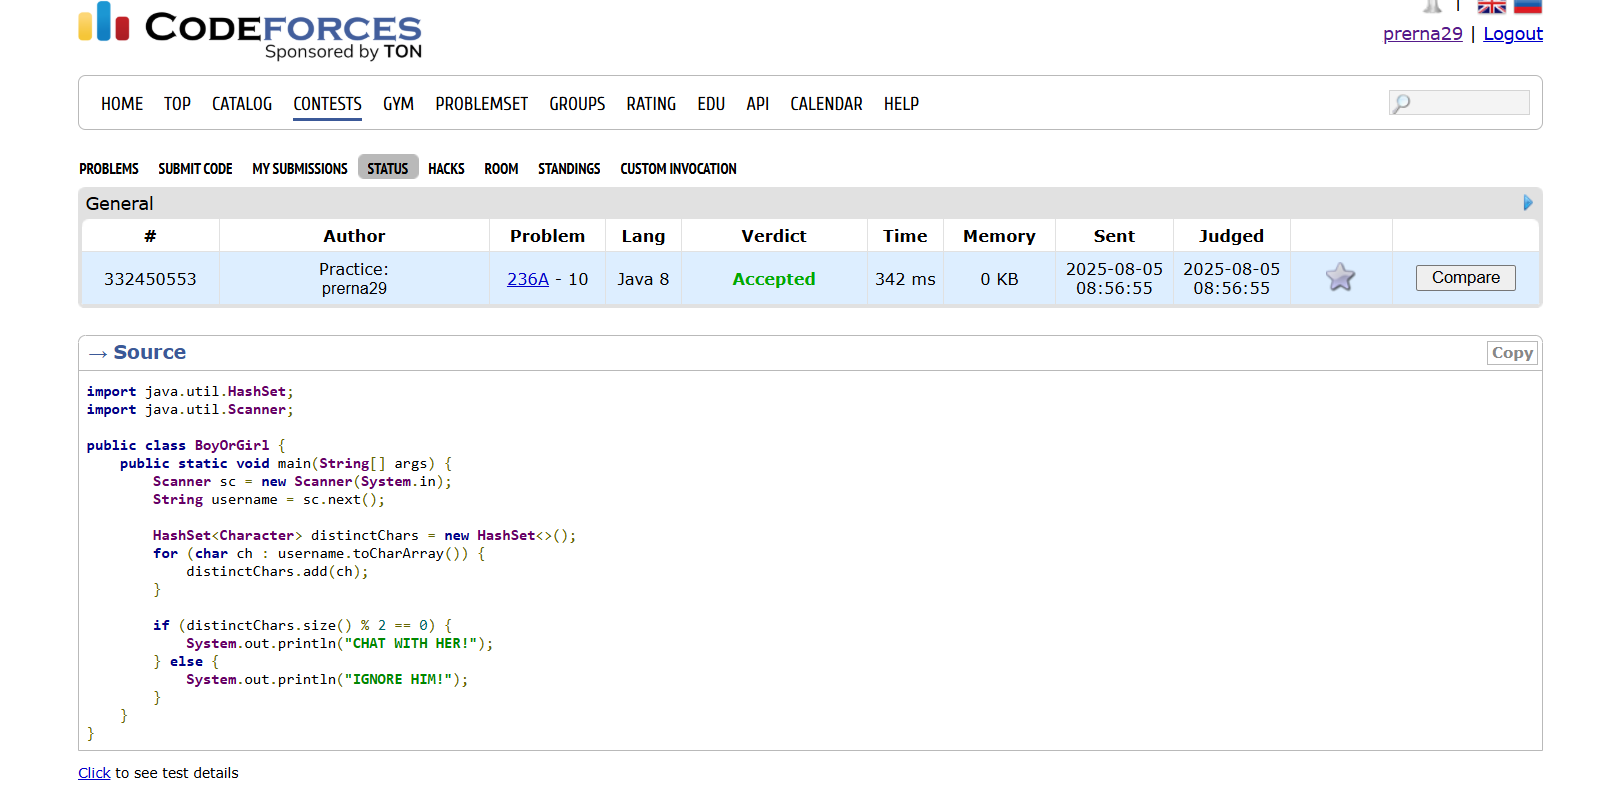 CODEFORCES
Sponsored by TON
prerna29 | Logout
HOME TOP CATALOG CONTESTS GYM PROBLEMSET GROUPS RATING EDU API CALENDAR HELP
PROBLEMS SUBMIT CODE MY SUBMISSIONS STATUS HACKS ROOM STANDINGS CUSTOM INVOCATION
General
# Author Problem Lang Verdict Time Memory Sent Judged
332450553 Practice: prerna29 236A - 10 Java 8 Accepted 342 ms 0 KB 2025-08-05 08:56:55 2025-08-05 08:56:55 Compare
→ Source Copy
import java.util.HashSet;
import java.util.Scanner;

public class BoyOrGirl {
    public static void main(String[] args) {
        Scanner sc = new Scanner(System.in);
        String username = sc.next();

        HashSet<Character> distinctChars = new HashSet<>();
        for (char ch : username.toCharArray()) {
            distinctChars.add(ch);
        }

        if (distinctChars.size() % 2 == 0) {
            System.out.println("CHAT WITH HER!");
        } else {
            System.out.println("IGNORE HIM!");
        }
    }
}
Click to see test details